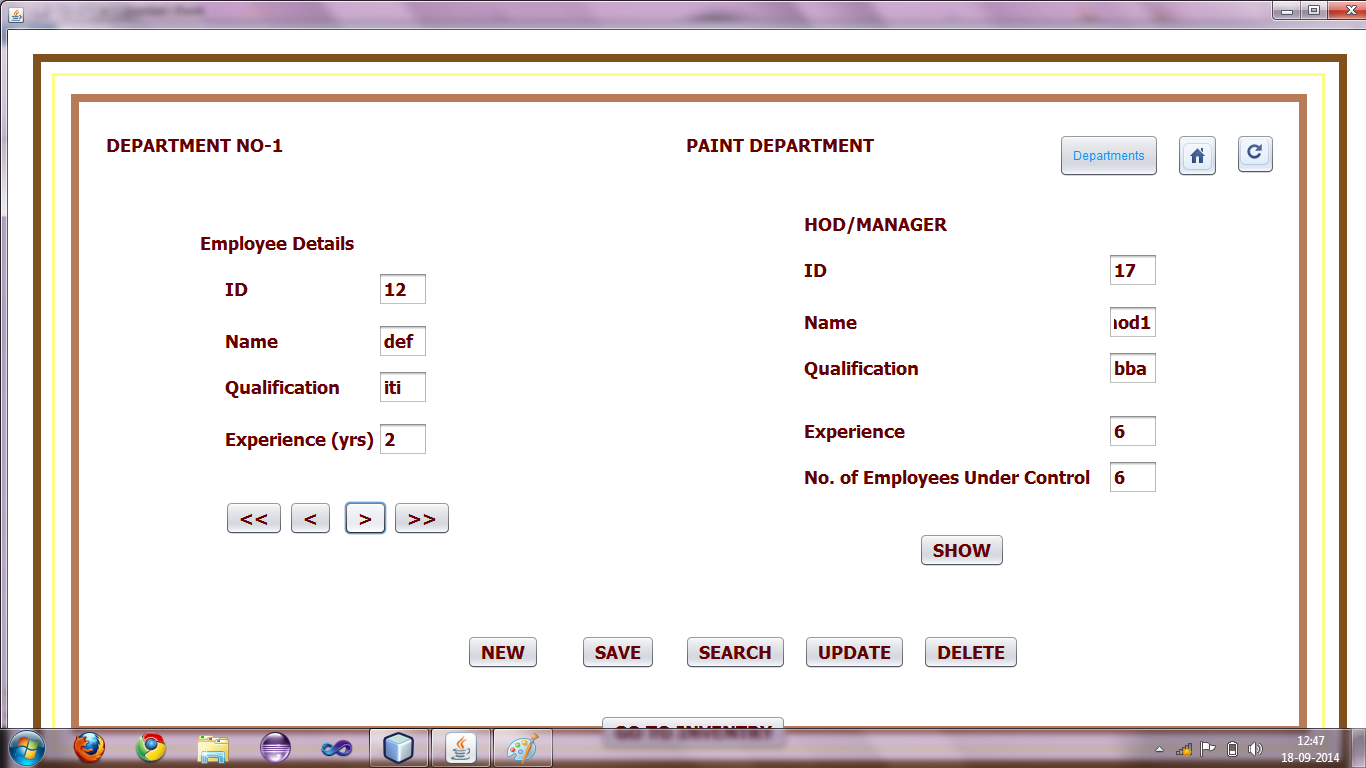 DEPARTMENT NO-1 PAINT DEPARTMENT Departments
Employee Details
ID 12
Name def
Qualification iti
Experience (yrs) 2
<< < > >>
HOD/MANAGER
ID 17
Name hod1
Qualification bba
Experience 6
No. of Employees Under Control 6
SHOW
NEW SAVE SEARCH UPDATE DELETE
GO TO INVENTRY
12:47
18-09-2014